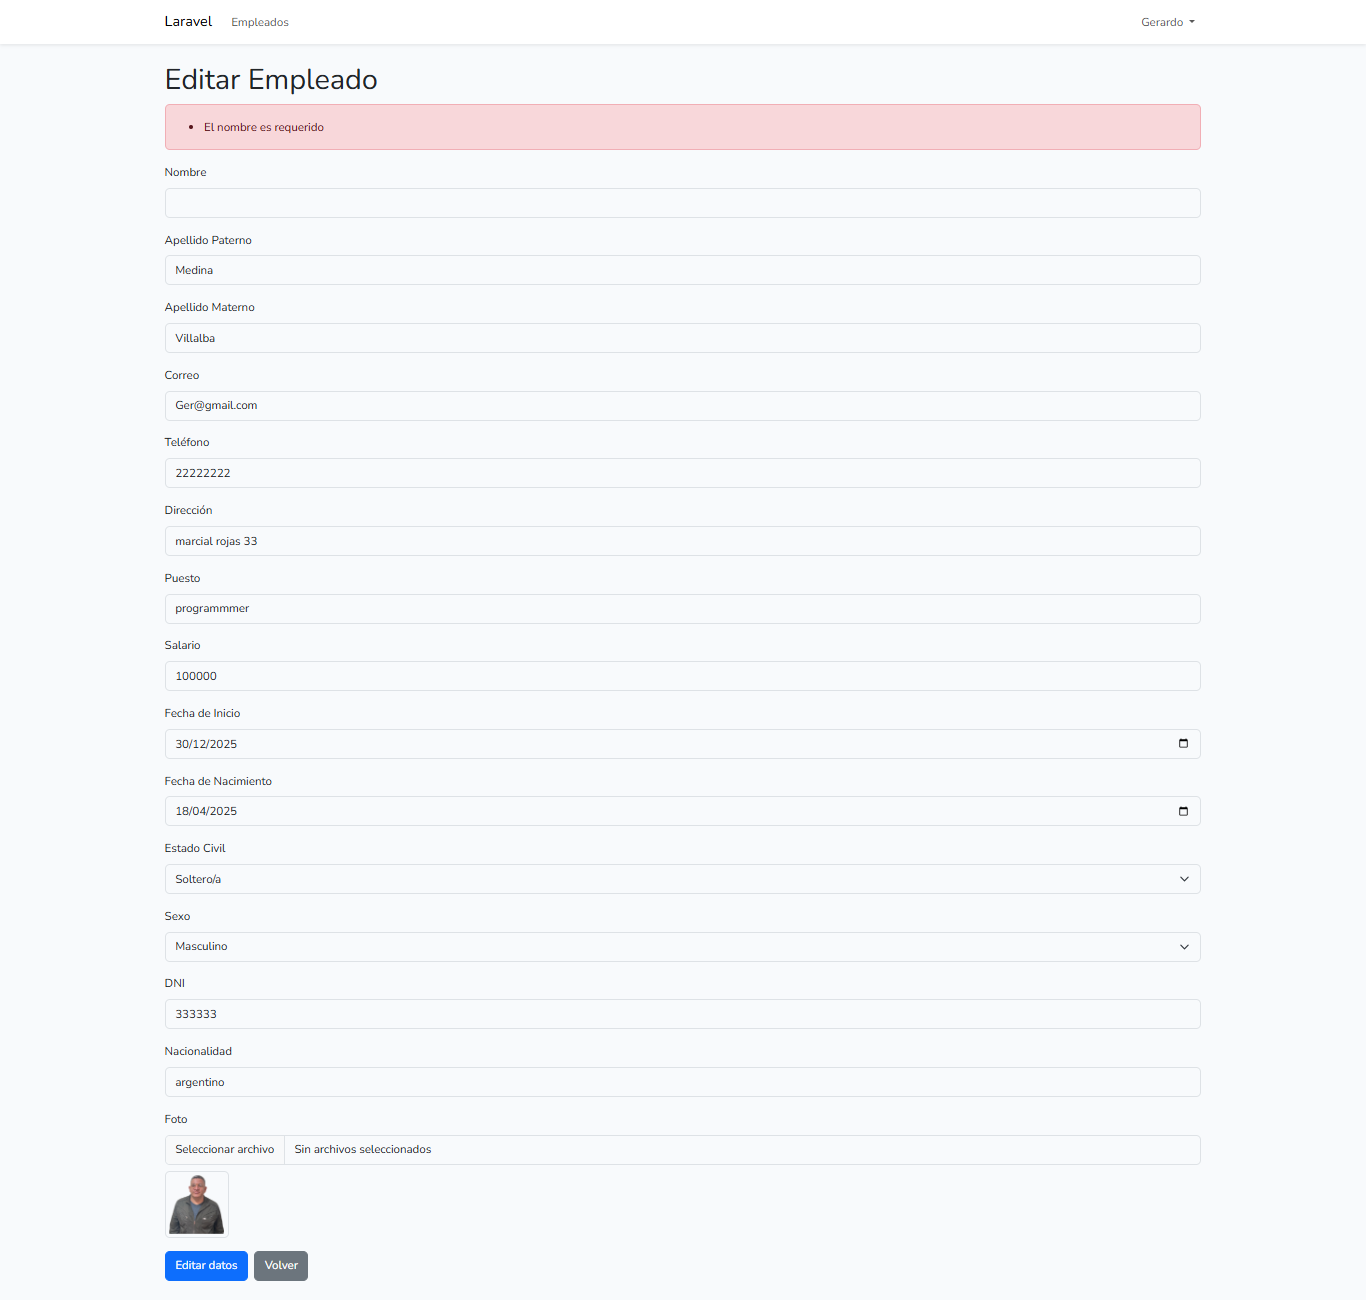 Laravel Empleados Gerardo
Editar Empleado
El nombre es requerido
Nombre
Apellido Paterno
Medina
Apellido Materno
Villalba
Correo
Ger@gmail.com
Teléfono
22222222
Dirección
marcial rojas 33
Puesto
programmmer
Salario
100000
Fecha de Inicio
30/12/2025
Fecha de Nacimiento
18/04/2025
Estado Civil
Soltero/a
Sexo
Masculino
DNI
333333
Nacionalidad
argentino
Foto
Seleccionar archivo Sin archivos seleccionados
Editar datos Volver